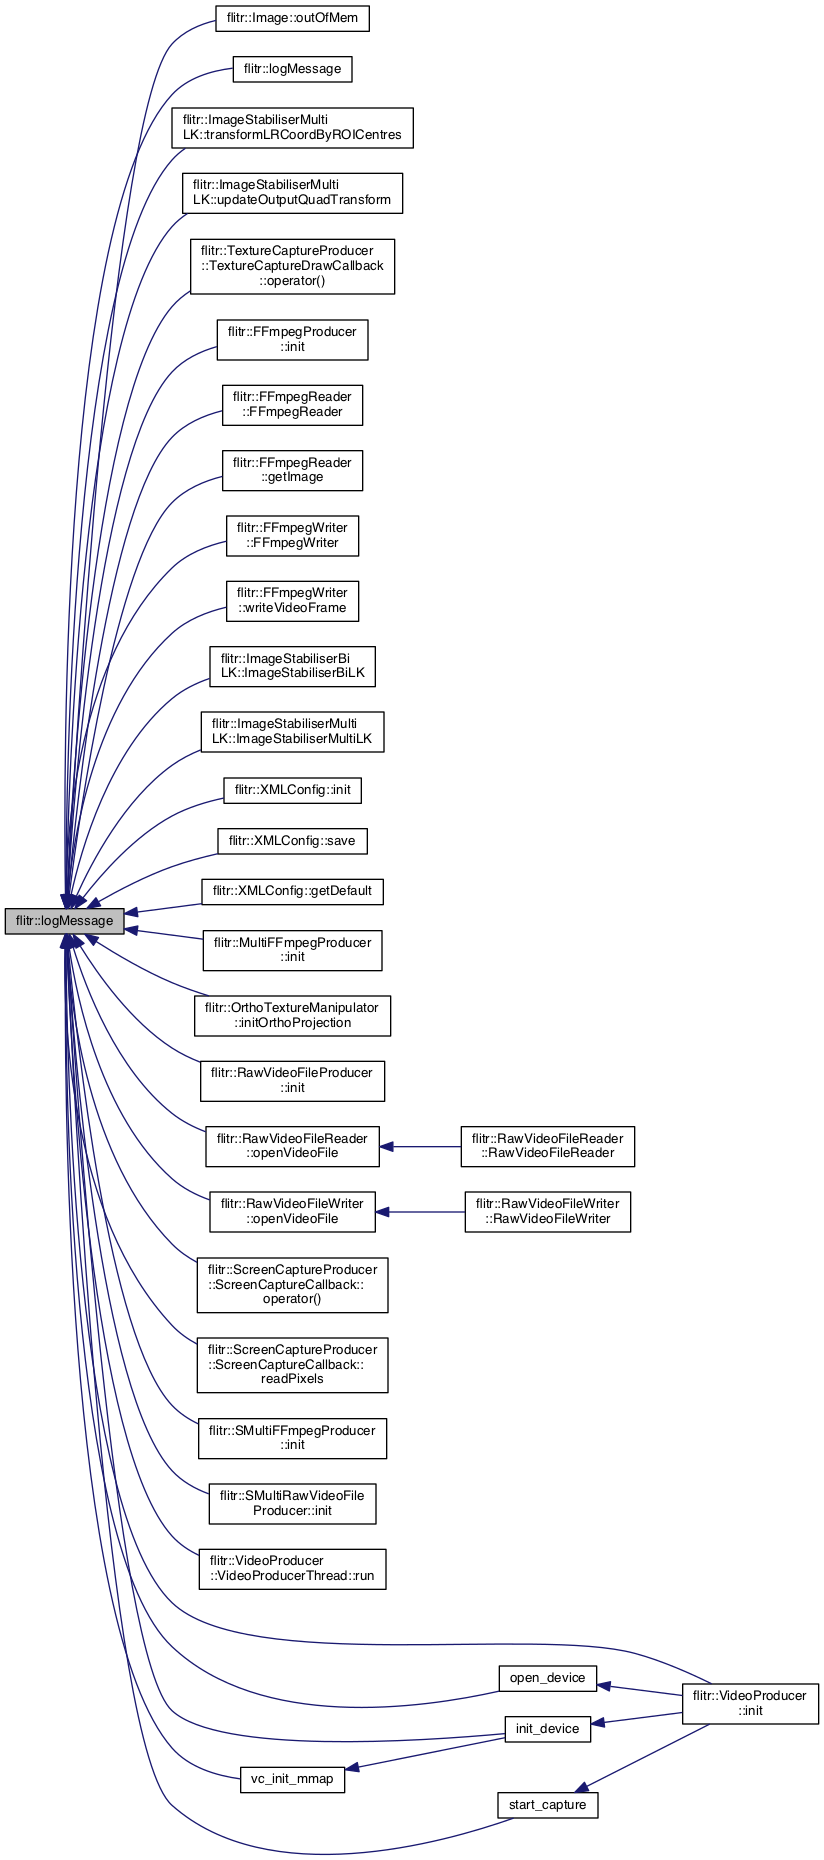 flitr::Image::outOfMem
flitr::logMessage
flitr::ImageStabiliserMulti
LK::transformLRCoordByROICentres
flitr::ImageStabiliserMulti
LK::updateOutputQuadTransform
flitr::TextureCaptureProducer
::TextureCaptureDrawCallback
::operator()
flitr::FFmpegProducer
::init
flitr::FFmpegReader
::FFmpegReader
flitr::FFmpegReader
::getImage
flitr::FFmpegWriter
::FFmpegWriter
flitr::FFmpegWriter
::writeVideoFrame
flitr::ImageStabiliserBi
LK::ImageStabiliserBiLK
flitr::ImageStabiliserMulti
LK::ImageStabiliserMultiLK
flitr::XMLConfig::init
flitr::XMLConfig::save
flitr::XMLConfig::getDefault
flitr::logMessage
flitr::MultiFFmpegProducer
::init
flitr::OrthoTextureManipulator
::initOrthoProjection
flitr::RawVideoFileProducer
::init
flitr::RawVideoFileReader
::openVideoFile
flitr::RawVideoFileReader
::RawVideoFileReader
flitr::RawVideoFileWriter
::openVideoFile
flitr::RawVideoFileWriter
::RawVideoFileWriter
flitr::ScreenCaptureProducer
::ScreenCaptureCallback::
operator()
flitr::ScreenCaptureProducer
::ScreenCaptureCallback::
readPixels
flitr::SMultiFFmpegProducer
::init
flitr::SMultiRawVideoFile
Producer::init
flitr::VideoProducer
::VideoProducerThread::run
open_device
flitr::VideoProducer
::init
init_device
vc_init_mmap
start_capture